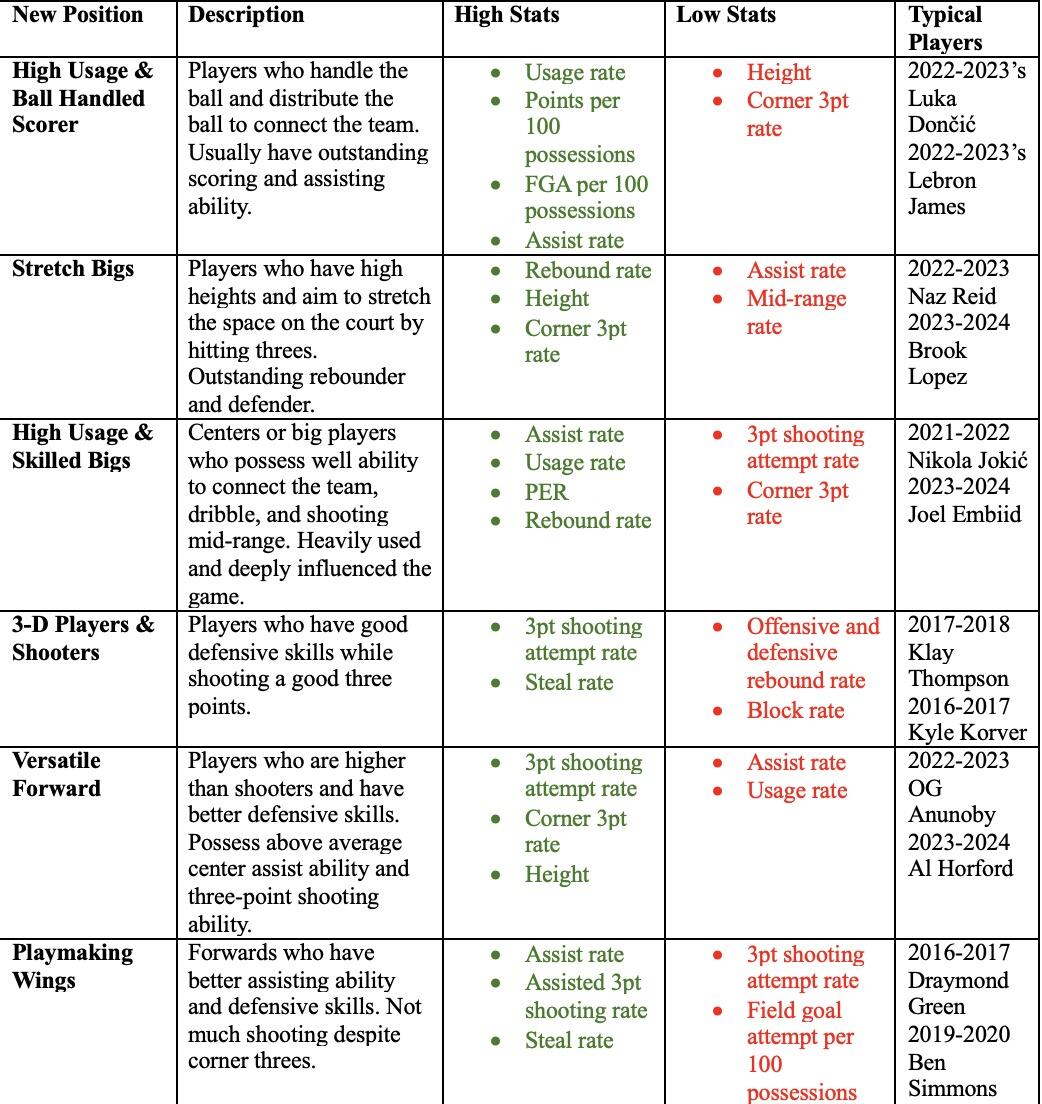 New Position
Description
High Stats
Low Stats
Typical
Players
High Usage &
Ball Handled
Scorer
Players who handle the
ball and distribute the
ball to connect the team.
Usually have outstanding
scoring and assisting
ability.
• Usage rate
• Points per
100
possessions
• FGA per 100
possessions
• Assist rate
• Height
• Corner 3pt
rate
2022-2023’s
Luka
Dončić
2022-2023’s
Lebron
James
Stretch Bigs
Players who have high
heights and aim to stretch
the space on the court by
hitting threes.
Outstanding rebounder
and defender.
• Rebound rate
• Height
• Corner 3pt
rate
• Assist rate
• Mid-range
rate
2022-2023
Naz Reid
2023-2024
Brook
Lopez
High Usage &
Skilled Bigs
Centers or big players
who possess well ability
to connect the team,
dribble, and shooting
mid-range. Heavily used
and deeply influenced the
game.
• Assist rate
• Usage rate
• PER
• Rebound rate
• 3pt shooting
attempt rate
• Corner 3pt
rate
2021-2022
Nikola Jokić
2023-2024
Joel Embiid
3-D Players &
Shooters
Players who have good
defensive skills while
shooting a good three
points.
• 3pt shooting
attempt rate
• Steal rate
• Offensive and
defensive
rebound rate
• Block rate
2017-2018
Klay
Thompson
2016-2017
Kyle Korver
Versatile
Forward
Players who are higher
than shooters and have
better defensive skills.
Possess above average
center assist ability and
three-point shooting
ability.
• 3pt shooting
attempt rate
• Corner 3pt
rate
• Height
• Assist rate
• Usage rate
2022-2023
OG
Anunoby
2023-2024
Al Horford
Playmaking
Wings
Forwards who have
better assisting ability
and defensive skills. Not
much shooting despite
corner threes.
• Assist rate
• Assisted 3pt
shooting rate
• Steal rate
• 3pt shooting
attempt rate
• Field goal
attempt per
100
possessions
2016-2017
Draymond
Green
2019-2020
Ben
Simmons